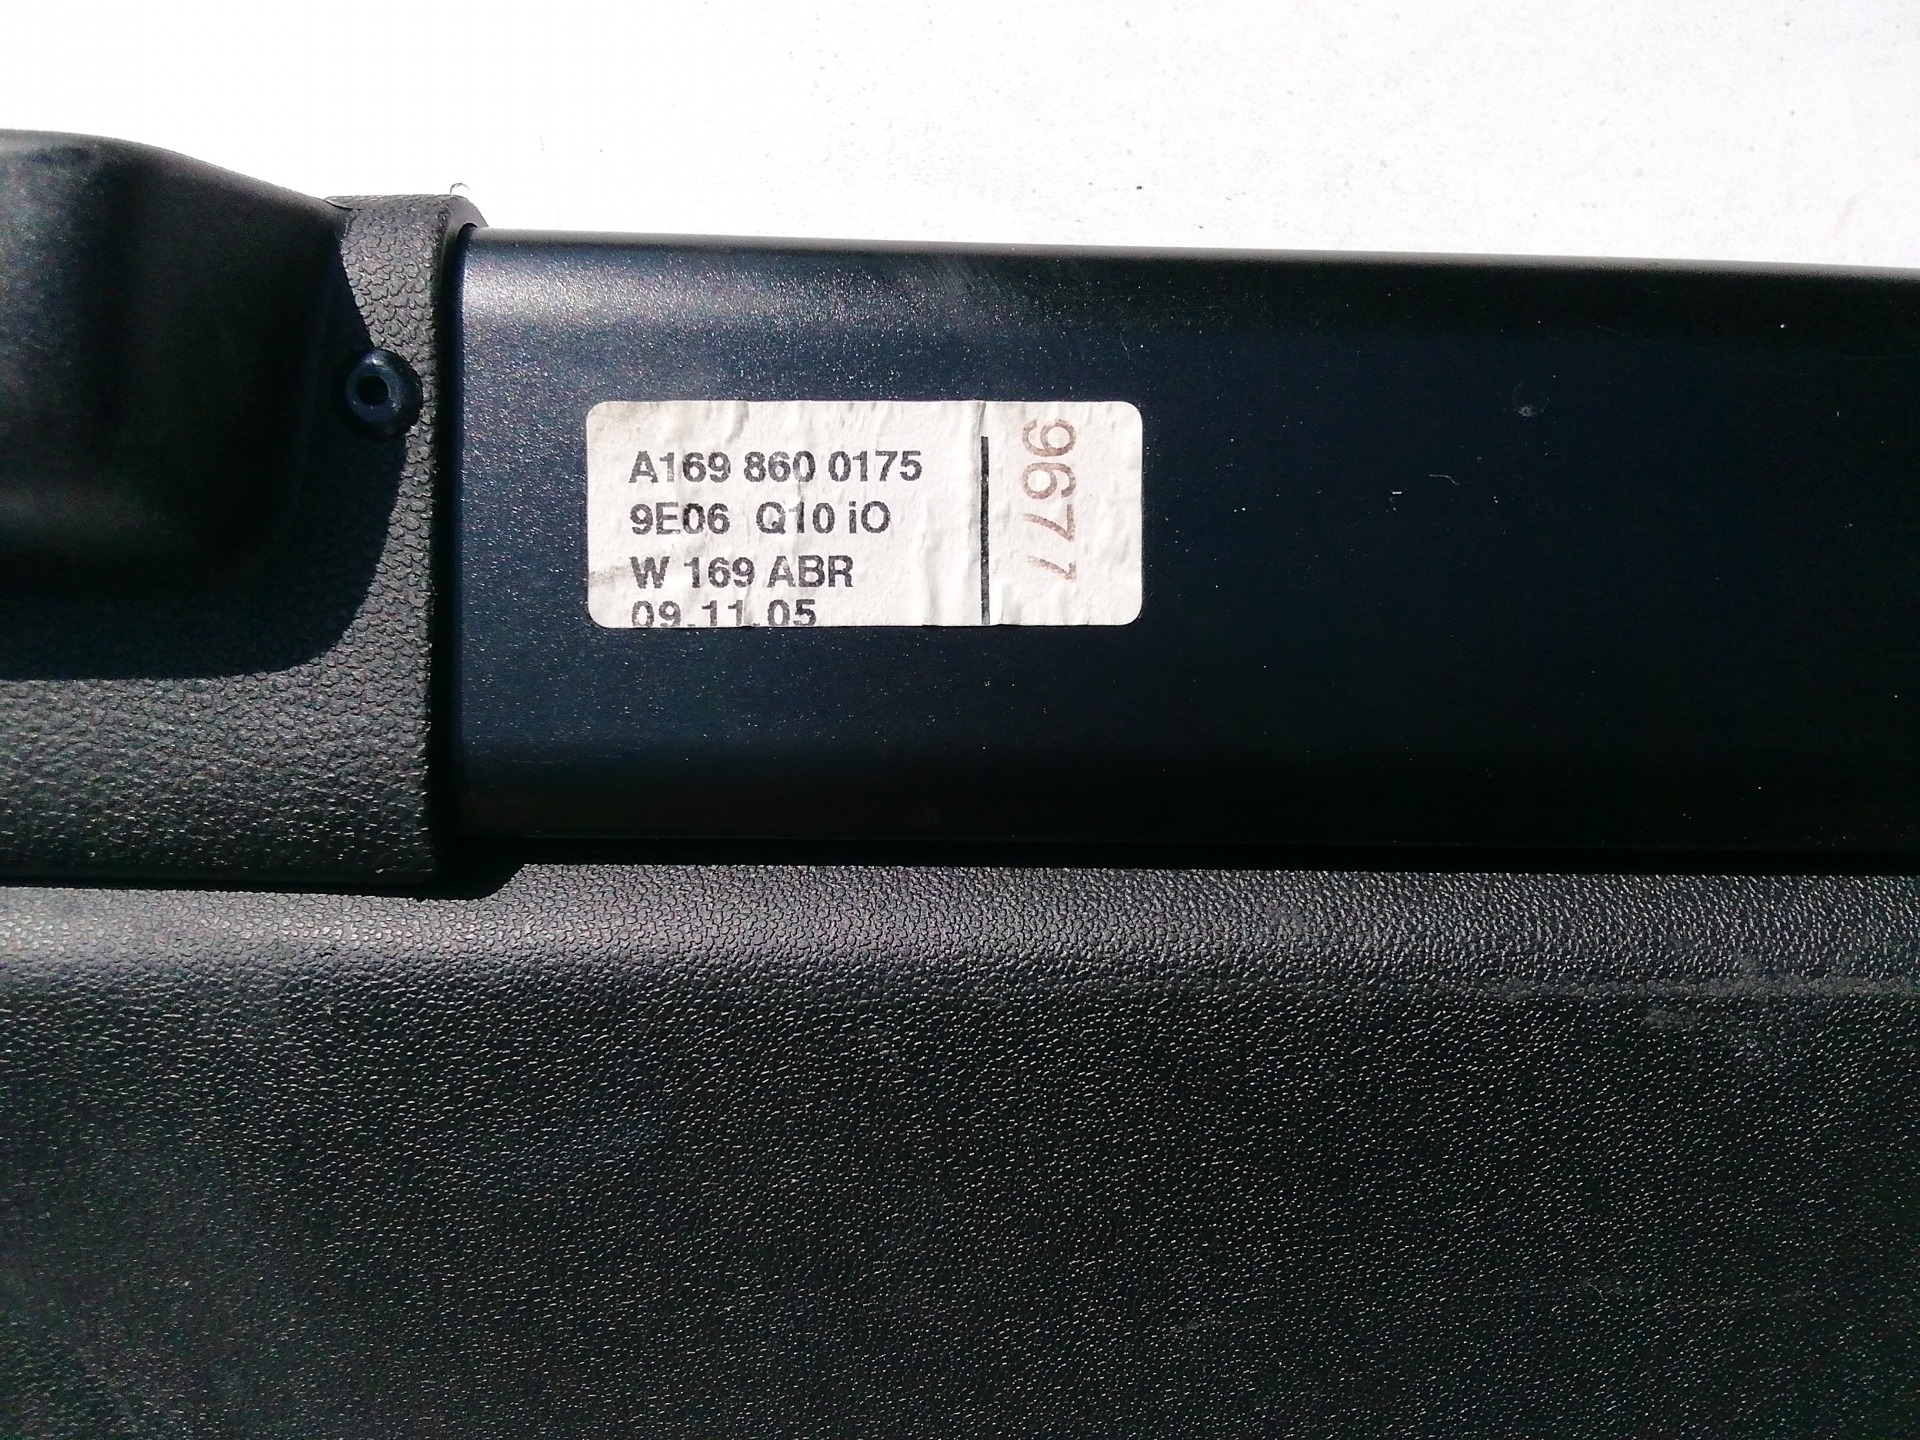 A169 860 0175
9E06 Q10 iO
W 169 ABR
09.11.05
9677